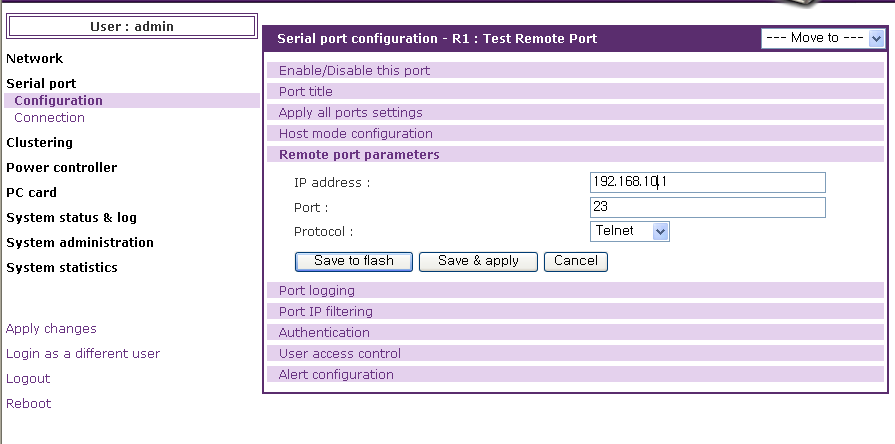 User : admin
Network
Serial port
Configuration
Connection
Clustering
Power controller
PC card
System status & log
System administration
System statistics
Apply changes
Login as a different user
Logout
Reboot
Serial port configuration - R1 : Test Remote Port
--- Move to ---
Enable/Disable this port
Port title
Apply all ports settings
Host mode configuration
Remote port parameters
IP address : 192.168.10.1
Port : 23
Protocol : Telnet
Save to flash Save & apply Cancel
Port logging
Port IP filtering
Authentication
User access control
Alert configuration